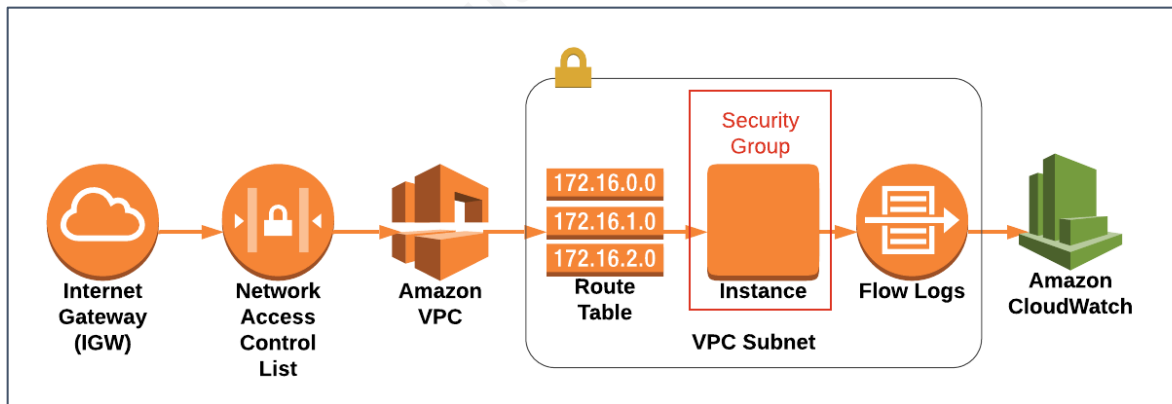 Security
Group
172.16.0.0
172.16.1.0
172.16.2.0
Internet
Gateway
(IGW)
Network
Access
Control
List
Amazon
VPC
Route
Table
Instance
Flow Logs
Amazon
CloudWatch
VPC Subnet